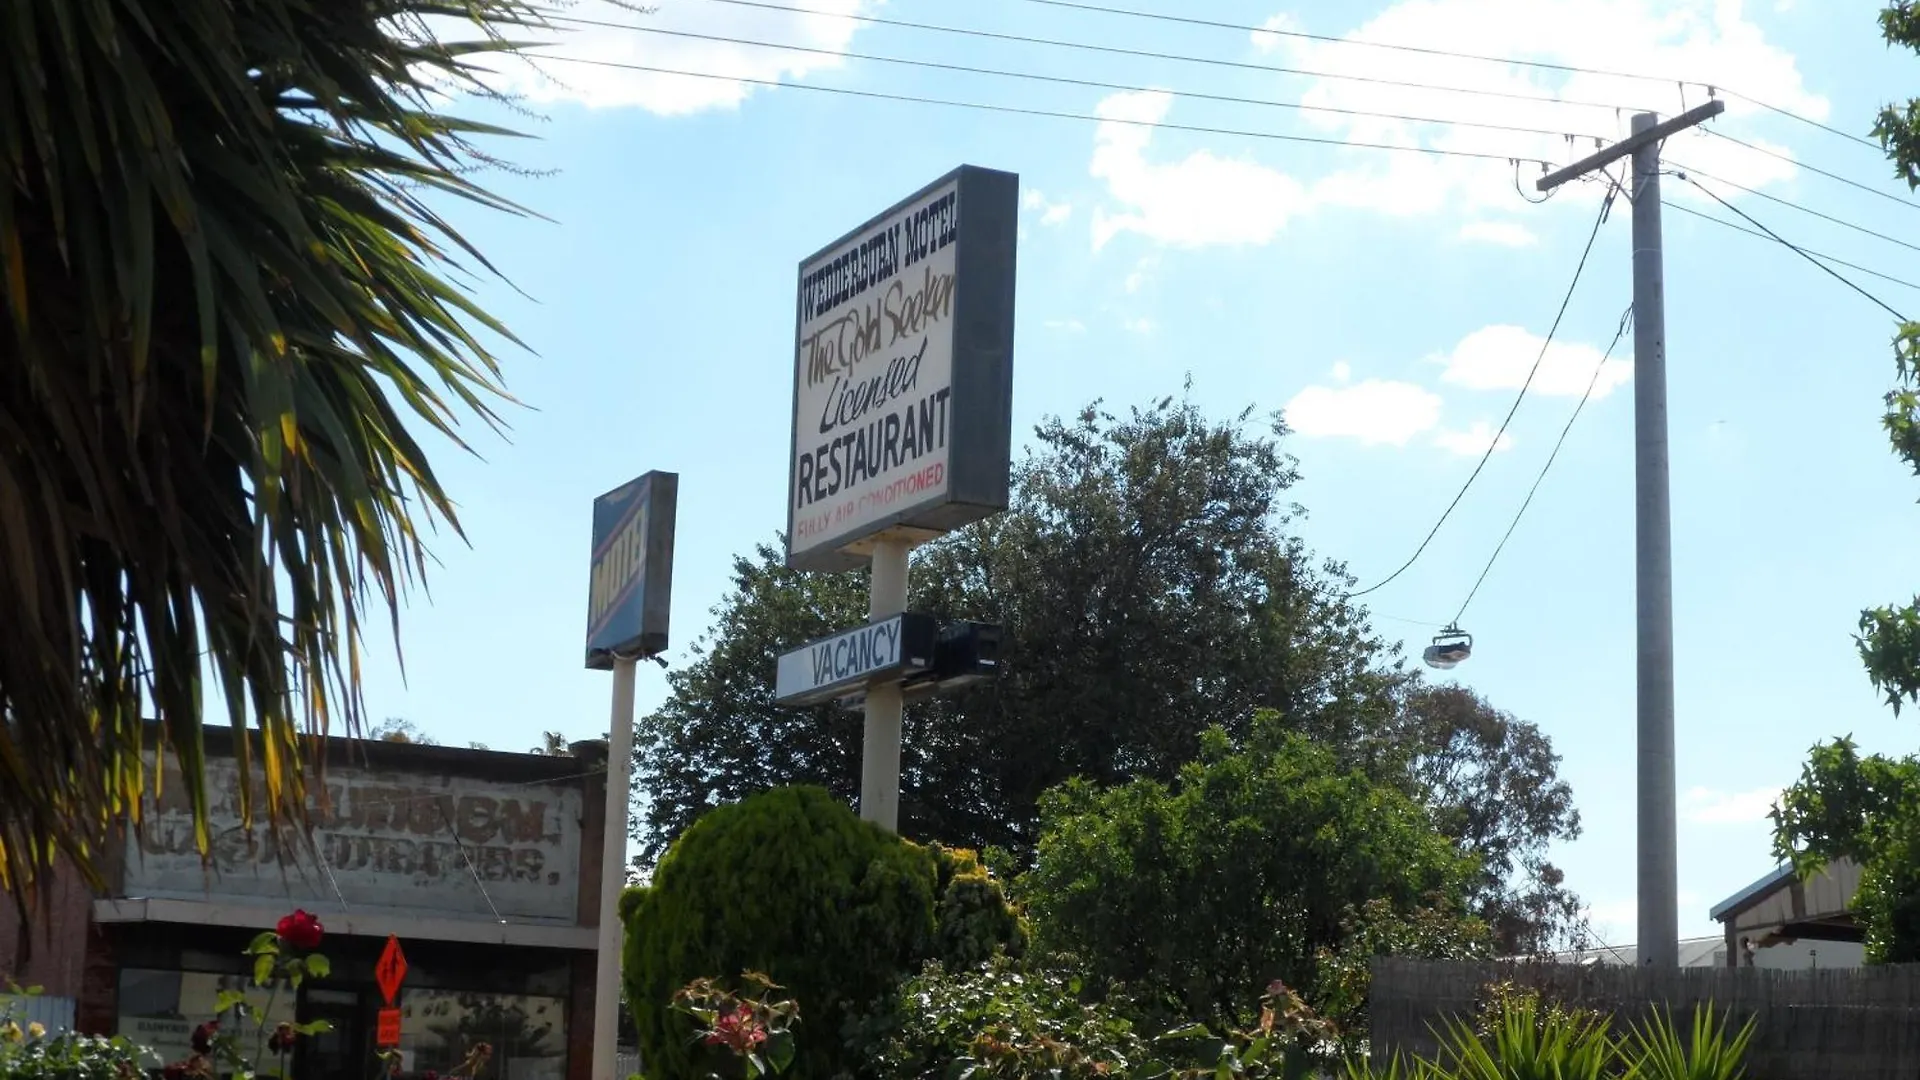 WEDDERBURN MOTEL
The Gold Seeker
Licensed
RESTAURANT
FULLY AIR CONDITIONED
MOTEL
VACANCY